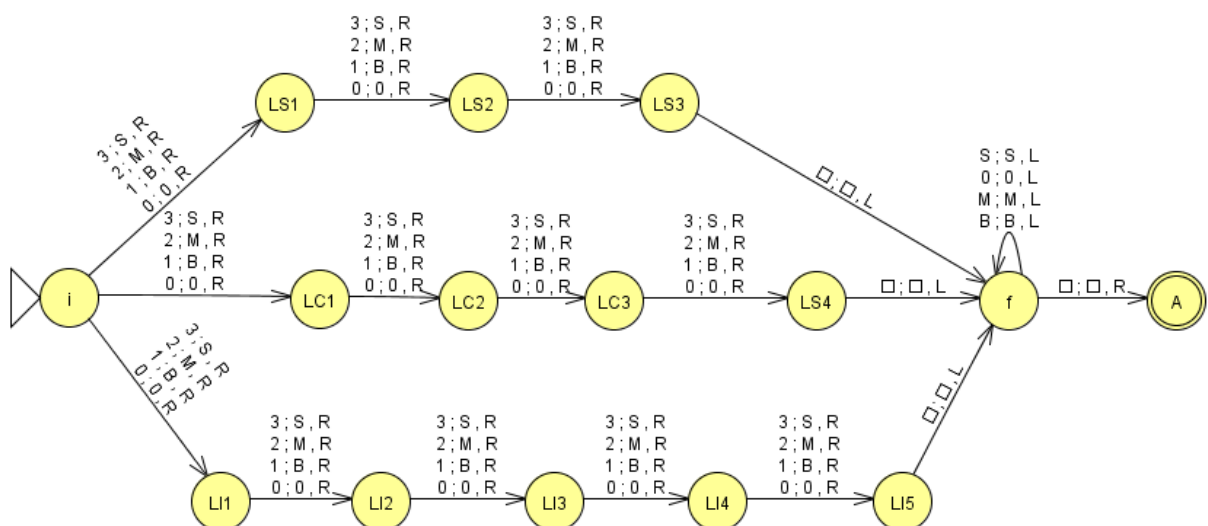 3 ; S , R
2 ; M , R
1 ; B , R
0 ; 0 , R
3 ; S , R
2 ; M , R
1 ; B , R
0 ; 0 , R
LS1
LS2
LS3
3 ; S , R
2 ; M , R
1 ; B , R
0 ; 0 , R
□ ; □ , L
S ; S , L
0 ; 0 , L
M ; M , L
B ; B , L
3 ; S , R
2 ; M , R
1 ; B , R
0 ; 0 , R
3 ; S , R
2 ; M , R
1 ; B , R
0 ; 0 , R
3 ; S , R
2 ; M , R
1 ; B , R
0 ; 0 , R
3 ; S , R
2 ; M , R
1 ; B , R
0 ; 0 , R
i
LC1
LC2
LC3
LS4
□ ; □ , L
f
□ ; □ , R
A
3 ; S , R
2 ; M , R
1 ; B , R
0 ; 0 , R
□ ; □ , L
3 ; S , R
2 ; M , R
1 ; B , R
0 ; 0 , R
3 ; S , R
2 ; M , R
1 ; B , R
0 ; 0 , R
3 ; S , R
2 ; M , R
1 ; B , R
0 ; 0 , R
3 ; S , R
2 ; M , R
1 ; B , R
0 ; 0 , R
LI1
LI2
LI3
LI4
LI5